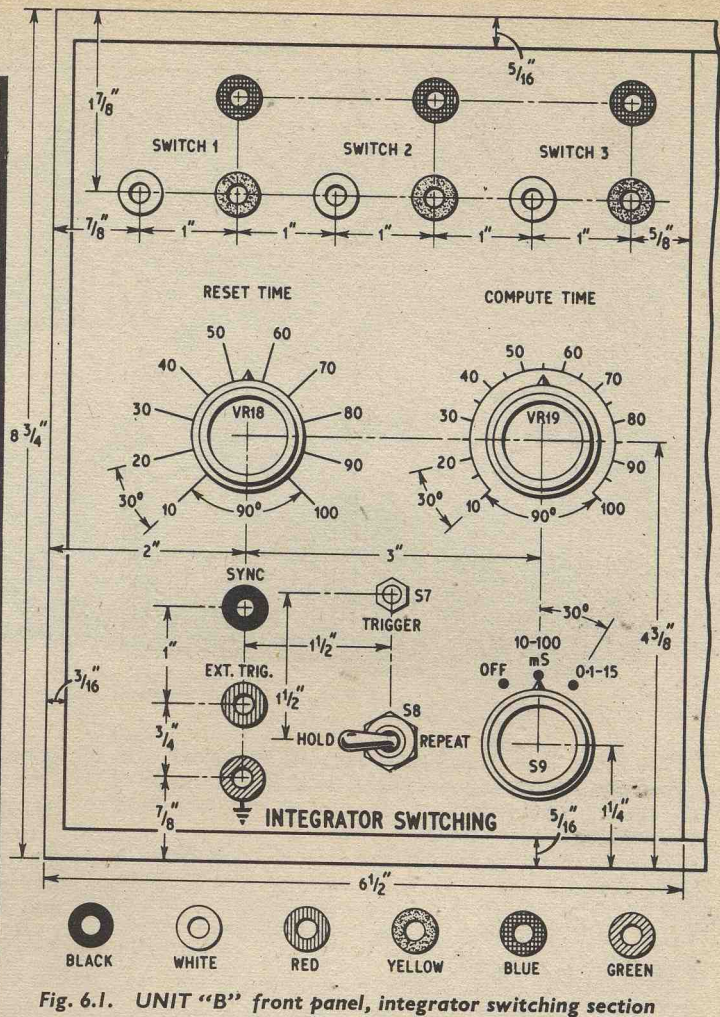 5/16"
1 7/8"
SWITCH 1 SWITCH 2 SWITCH 3
7/8" 1" 1" 1" 1" 1" 5/8"
RESET TIME COMPUTE TIME
50 60 50 60
40 70 40 70
VR18 VR19
30 80 30 80
8 3/4"
20 90 20 90
30° 10 90° 100 30° 10 90° 100
2" 3"
SYNC S7
TRIGGER 30°
1" 1 1/2" 10-100 4 3/8"
mS
OFF 0·1-15
3/16" EXT. TRIG. 1 1/2" S8
3/4" HOLD REPEAT
S9
7/8" 5/16" 1 1/4"
INTEGRATOR SWITCHING
6 1/2"
BLACK WHITE RED YELLOW BLUE GREEN
Fig. 6.1. UNIT “B” front panel, integrator switching section